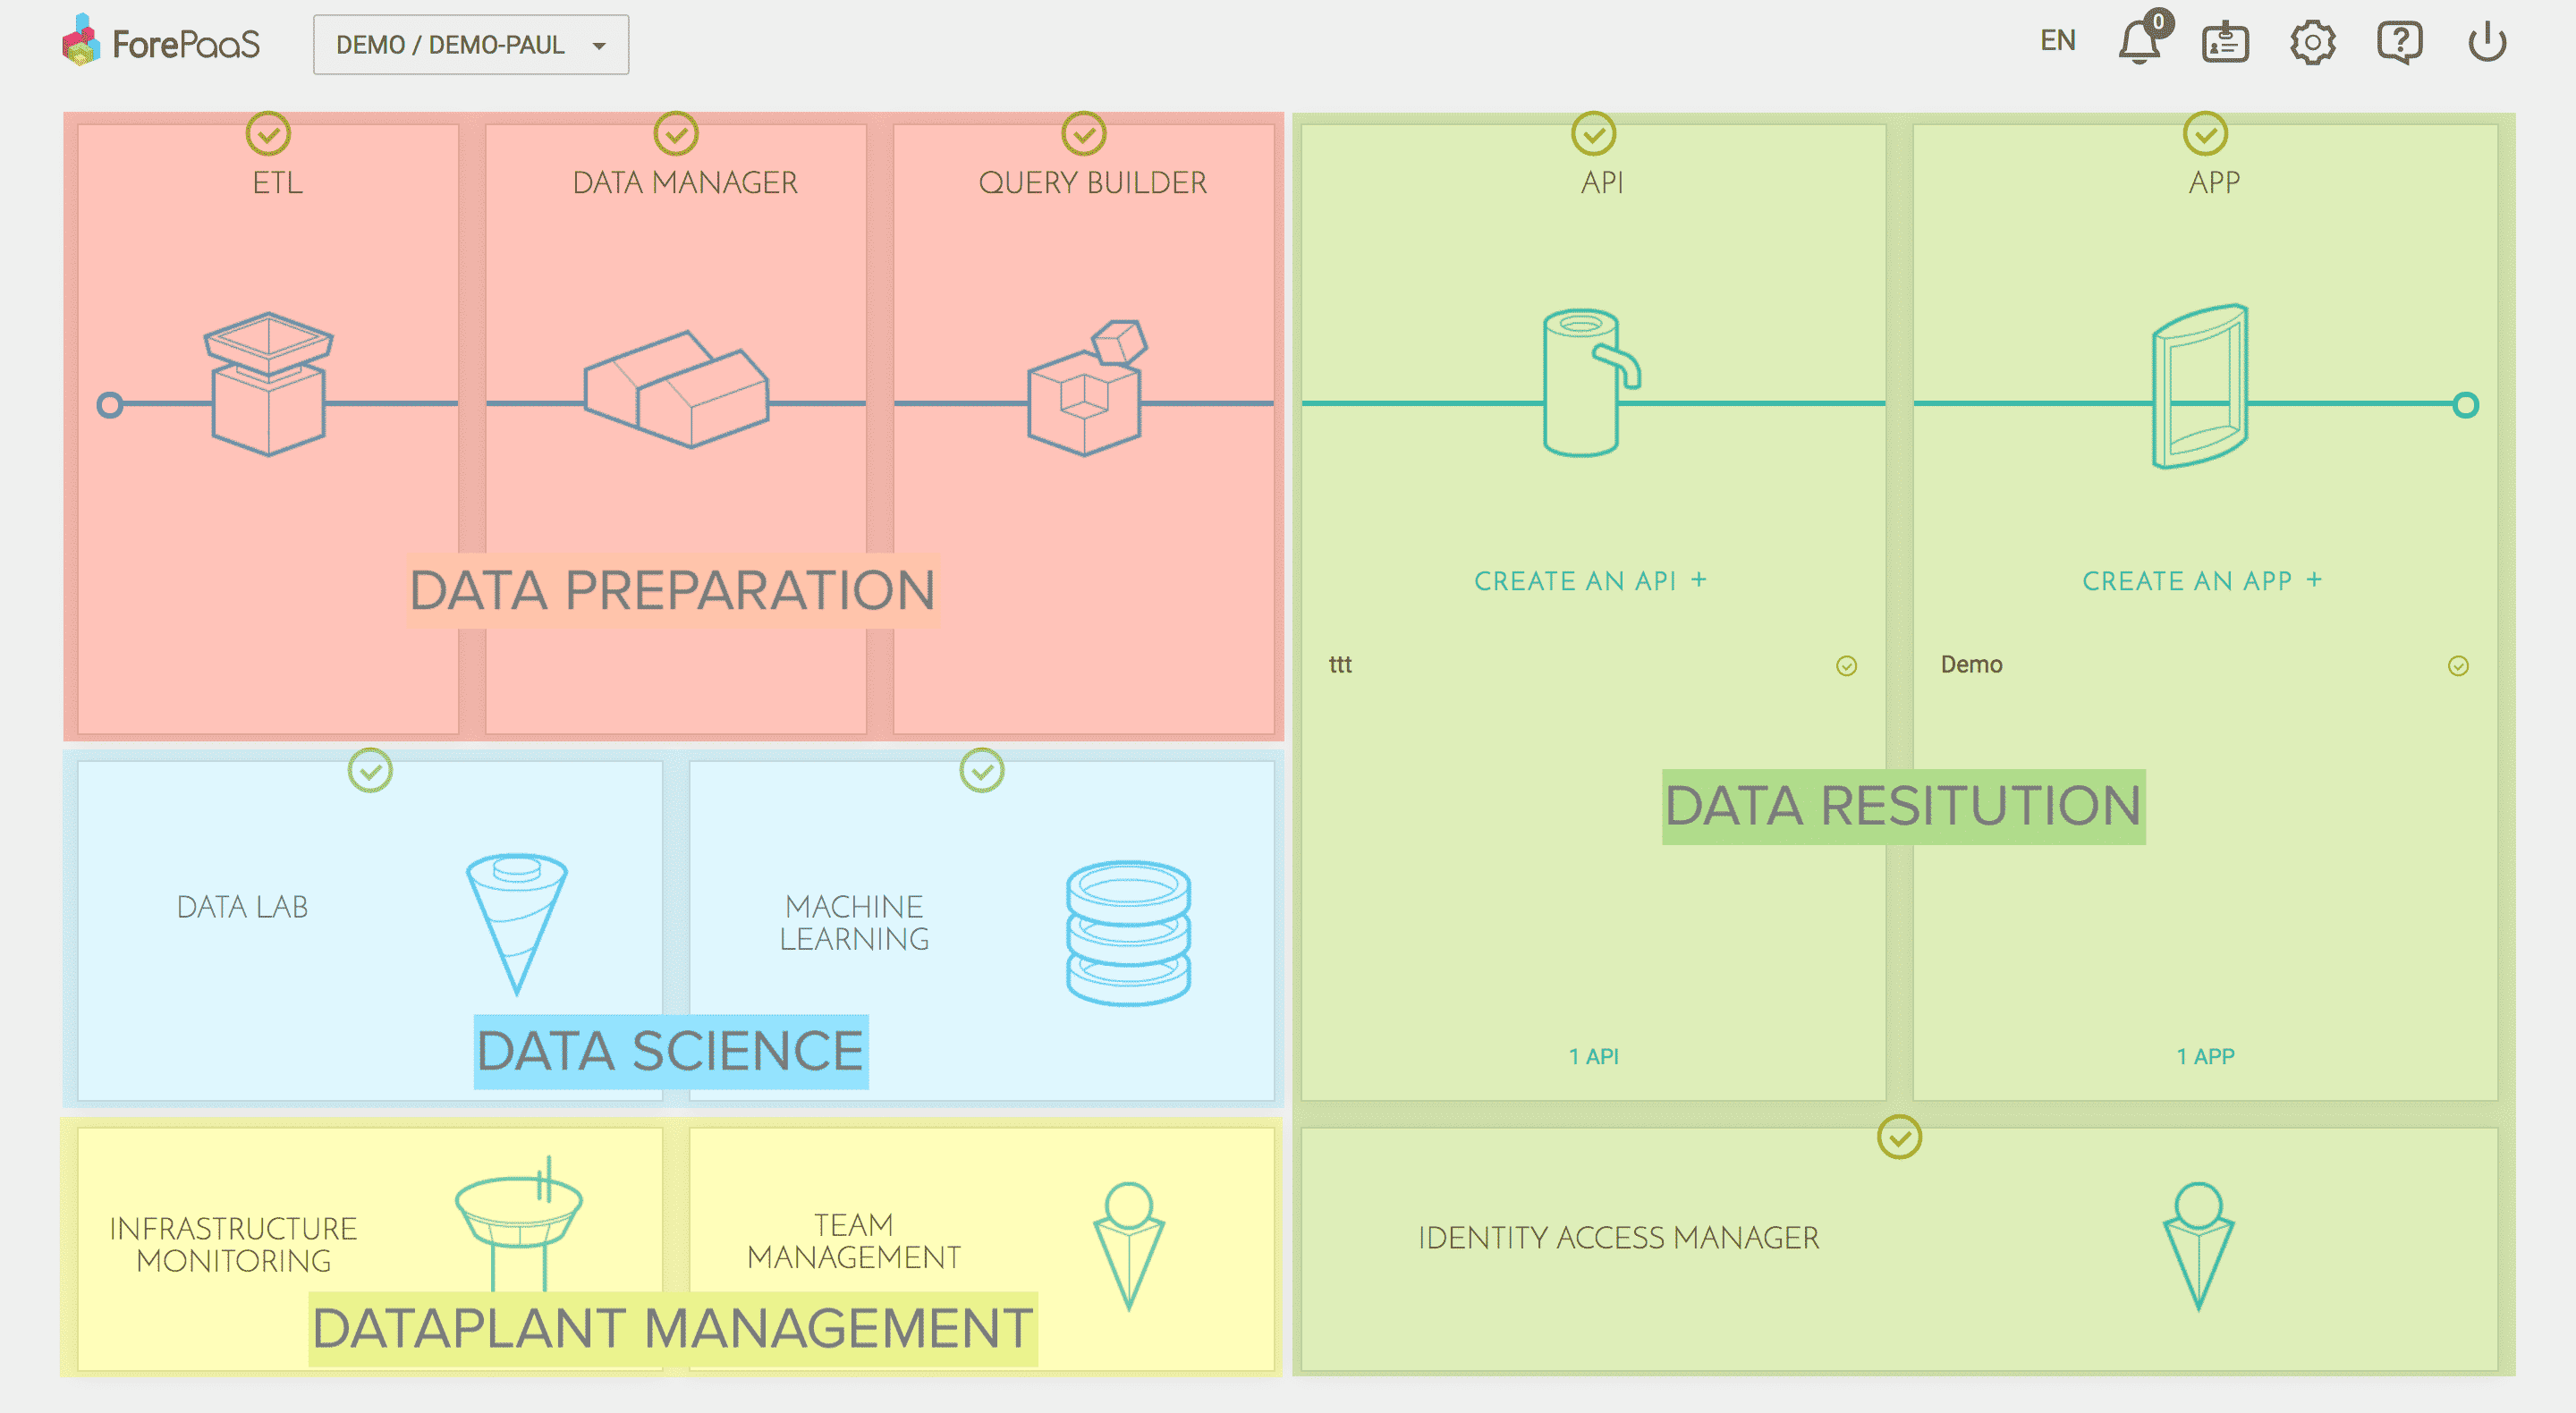 ForePaaS
DEMO / DEMO-PAUL
EN
0
?
ETL
DATA MANAGER
QUERY BUILDER
API
APP
DATA PREPARATION
CREATE AN API +
CREATE AN APP +
ttt
Demo
DATA RESITUTION
DATA LAB
MACHINE
LEARNING
DATA SCIENCE
1 API
1 APP
INFRASTRUCTURE
MONITORING
TEAM
MANAGEMENT
DATAPLANT MANAGEMENT
IDENTITY ACCESS MANAGER